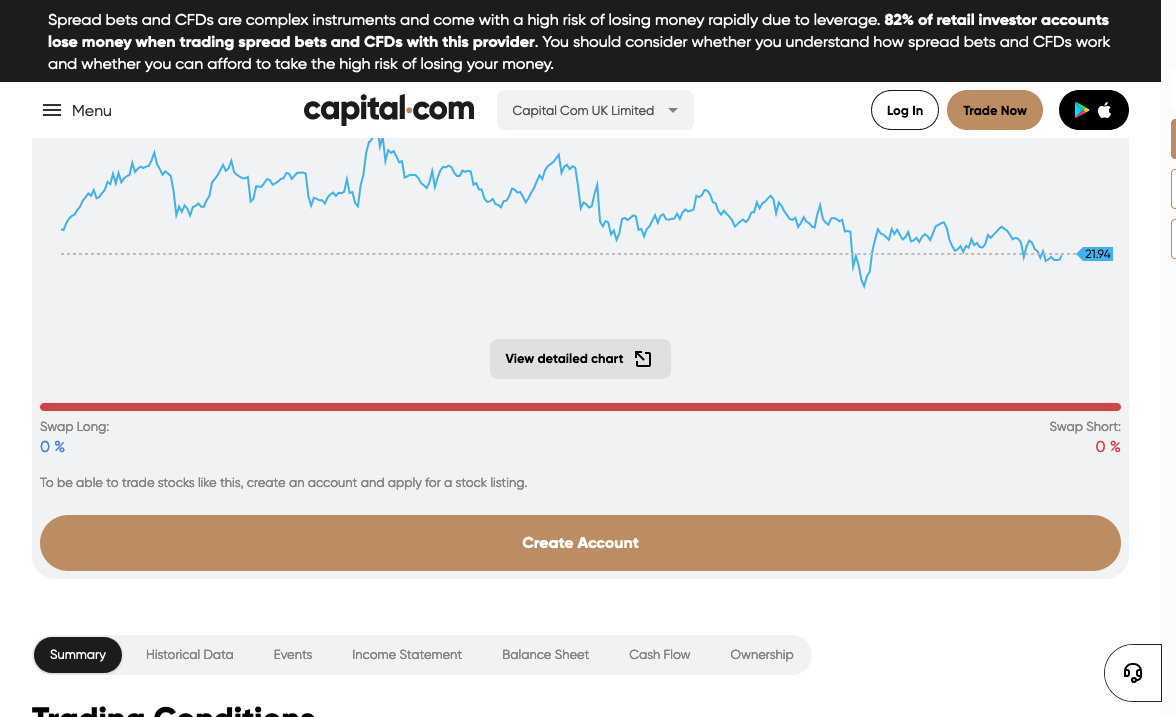 Spread bets and CFDs are complex instruments and come with a high risk of losing money rapidly due to leverage. 82% of retail investor accounts
lose money when trading spread bets and CFDs with this provider. You should consider whether you understand how spread bets and CFDs work
and whether you can afford to take the high risk of losing your money.
Menu
capital.com
Capital Com UK Limited
Log In
Trade Now
21.94
View detailed chart
Swap Long:
Swap Short:
0 %
0 %
To be able to trade stocks like this, create an account and apply for a stock listing.
Create Account
Summary
Historical Data
Events
Income Statement
Balance Sheet
Cash Flow
Ownership
Trading Conditions